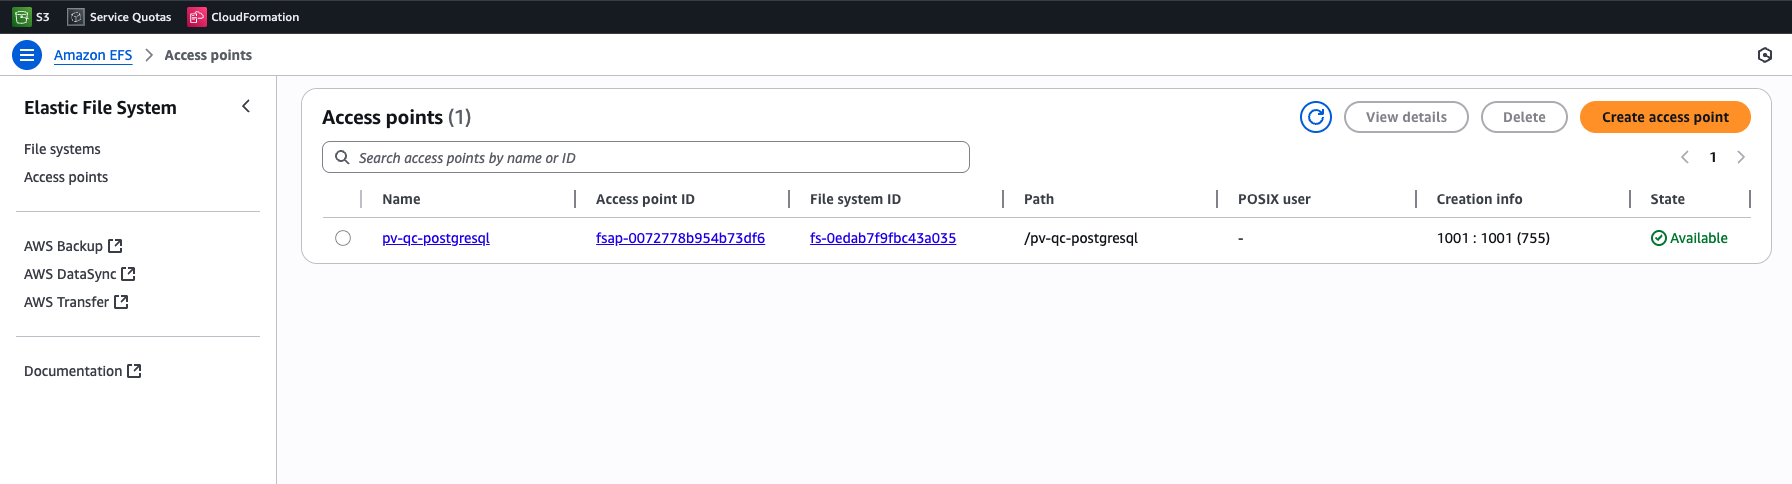 S3 Service Quotas CloudFormation
Amazon EFS > Access points
Elastic File System
File systems
Access points
AWS Backup
AWS DataSync
AWS Transfer
Documentation
Access points (1)
View details Delete Create access point
Search access points by name or ID
1
Name Access point ID File system ID Path POSIX user Creation info State
pv-qc-postgresql fsap-0072778b954b73df6 fs-0edab7f9fbc43a035 /pv-qc-postgresql - 1001 : 1001 (755) Available